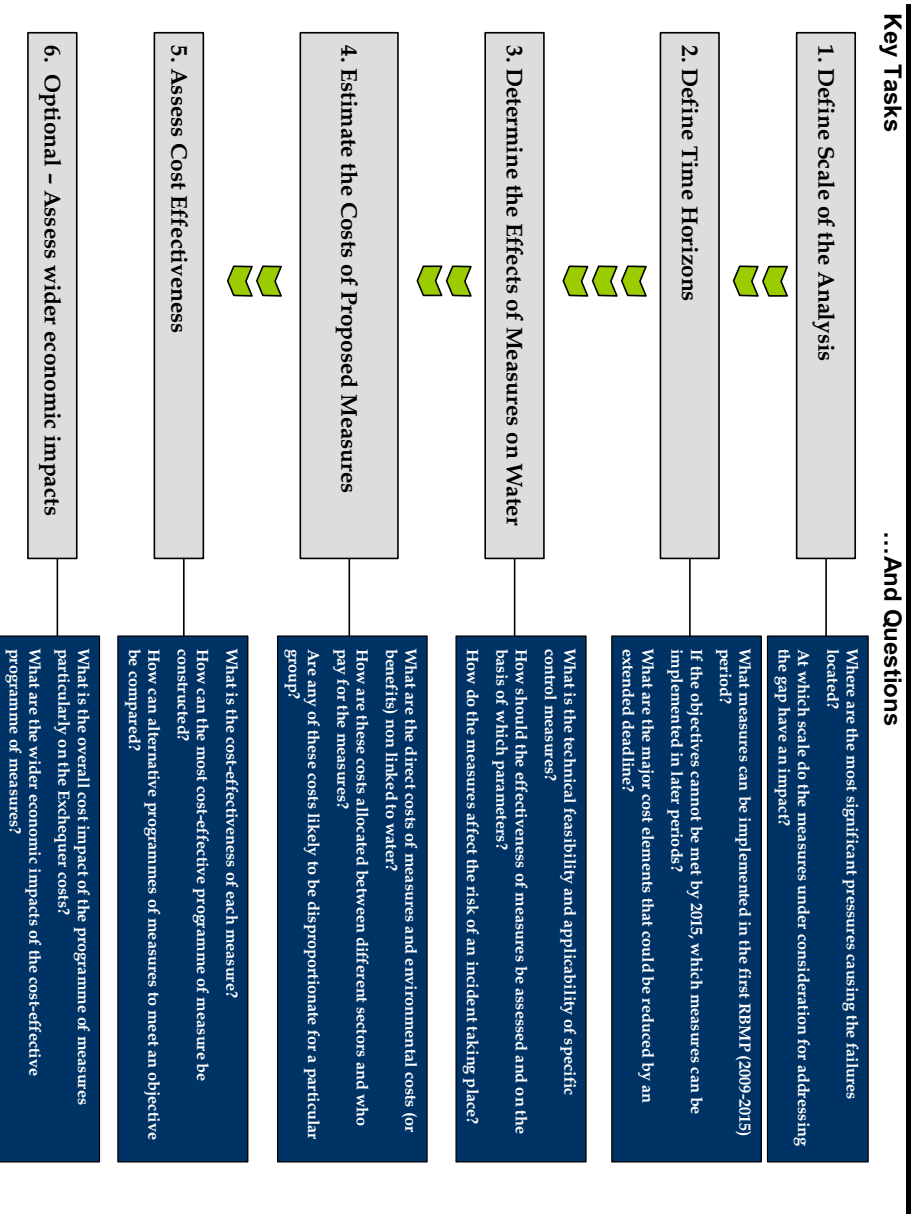 Key Tasks
…And Questions
1. Define Scale of the Analysis
Where are the most significant pressures causing the failures
located?
At which scale do the measures under consideration for addressing
the gap have an impact?
2. Define Time Horizons
What measures can be implemented in the first RBMP (2009-2015)
period?
If the objectives cannot be met by 2015, which measures can be
implemented in later periods?
What are the major cost elements that could be reduced by an
extended deadline?
3. Determine the Effects of Measures on Water
What is the technical feasibility and applicability of specific
control measures?
How should the effectiveness of measures be assessed and on the
basis of which parameters?
How do the measures affect the risk of an incident taking place?
4. Estimate the Costs of Proposed Measures
What are the direct costs of measures and environmental costs (or
benefits) non linked to water?
How are these costs allocated between different sectors and who
pay for the measures?
Are any of these costs likely to be disproportionate for a particular
group?
5. Assess Cost Effectiveness
What is the cost-effectiveness of each measure?
How can the most cost-effective programme of measure be
constructed?
How can alternative programmes of measures to meet an objective
be compared?
6. Optional – Assess wider economic impacts
What is the overall cost impact of the programme of measures
particularly on the Exchequer costs?
What are the wider economic impacts of the cost-effective
programme of measures?